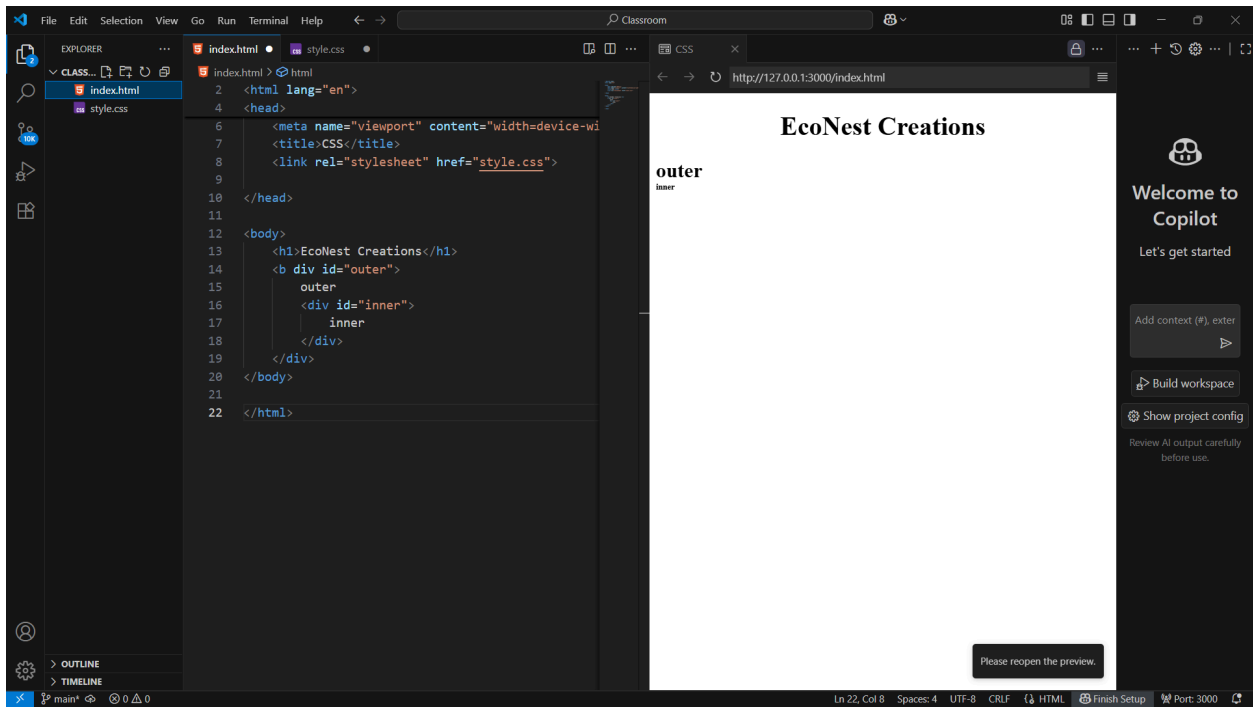 File Edit Selection View Go Run Terminal Help
Classroom
EXPLORER
CLASS...
index.html
style.css
OUTLINE
TIMELINE
index.html
style.css
index.html > html
2 <html lang="en">
4 <head>
6 <meta name="viewport" content="width=device-wi
7 <title>CSS</title>
8 <link rel="stylesheet" href="style.css">
9
10 </head>
11
12 <body>
13 <h1>EcoNest Creations</h1>
14 <b div id="outer">
15 outer
16 <div id="inner">
17 inner
18 </div>
19 </div>
20 </body>
21
22 </html>
CSS
http://127.0.0.1:3000/index.html
EcoNest Creations
outer
inner
Please reopen the preview.
Welcome to
Copilot
Let's get started
Add context (#), exter
Build workspace
Show project config
Review AI output carefully
before use.
2
10K
main* 0 0
Ln 22, Col 8 Spaces: 4 UTF-8 CRLF HTML Finish Setup Port: 3000